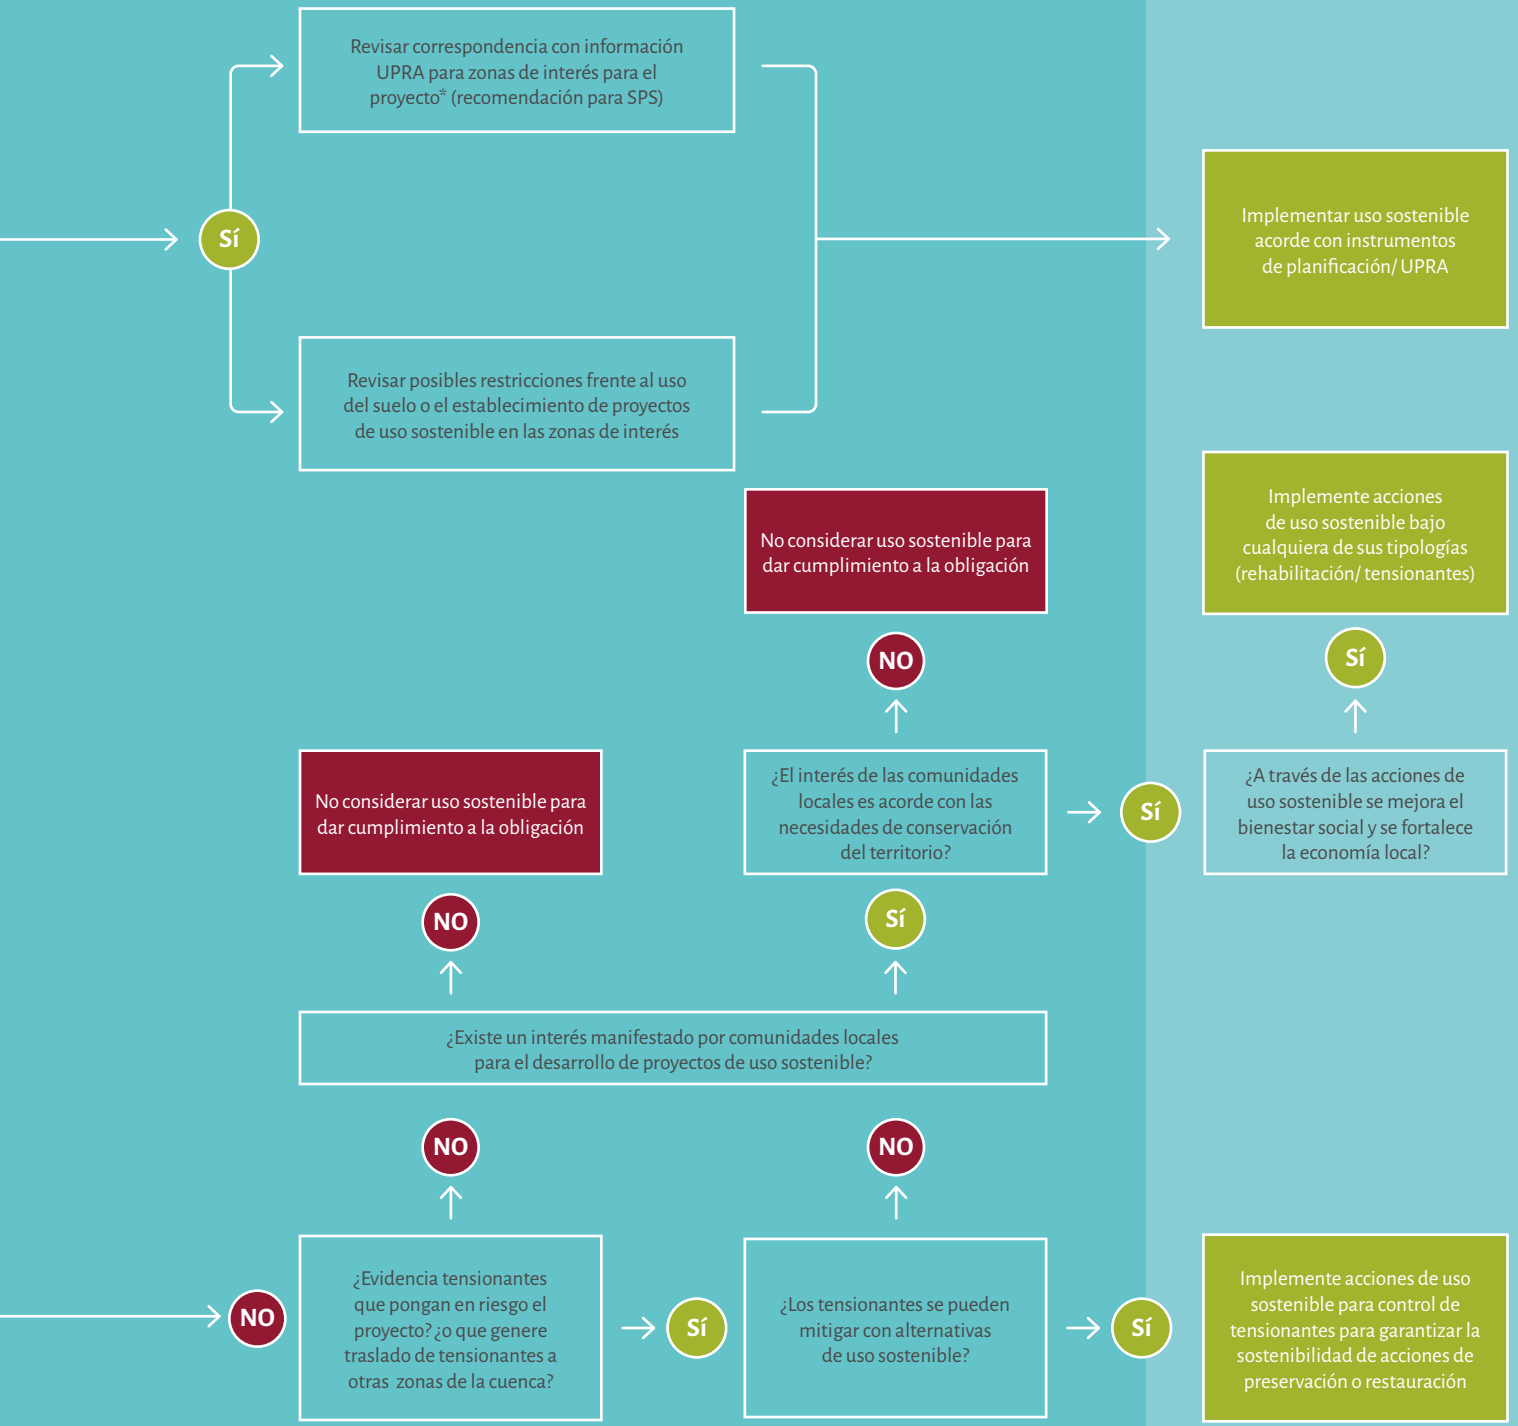 Revisar correspondencia con información
UPRA para zonas de interés para el
proyecto* (recomendación para SPS)
Sí
Implementar uso sostenible
acorde con instrumentos
de planificación/ UPRA
Revisar posibles restricciones frente al uso
del suelo o el establecimiento de proyectos
de uso sostenible en las zonas de interés
No considerar uso sostenible para
dar cumplimiento a la obligación
Implemente acciones
de uso sostenible bajo
cualquiera de sus tipologías
(rehabilitación/ tensionantes)
NO
Sí
No considerar uso sostenible para
dar cumplimiento a la obligación
¿El interés de las comunidades
locales es acorde con las
necesidades de conservación
del territorio?
Sí
¿A través de las acciones de
uso sostenible se mejora el
bienestar social y se fortalece
la economía local?
NO
Sí
¿Existe un interés manifestado por comunidades locales
para el desarrollo de proyectos de uso sostenible?
NO
NO
NO
¿Evidencia tensionantes
que pongan en riesgo el
proyecto? ¿o que genere
traslado de tensionantes a
otras zonas de la cuenca?
Sí
¿Los tensionantes se pueden
mitigar con alternativas
de uso sostenible?
Sí
Implemente acciones de uso
sostenible para control de
tensionantes para garantizar la
sostenibilidad de acciones de
preservación o restauración